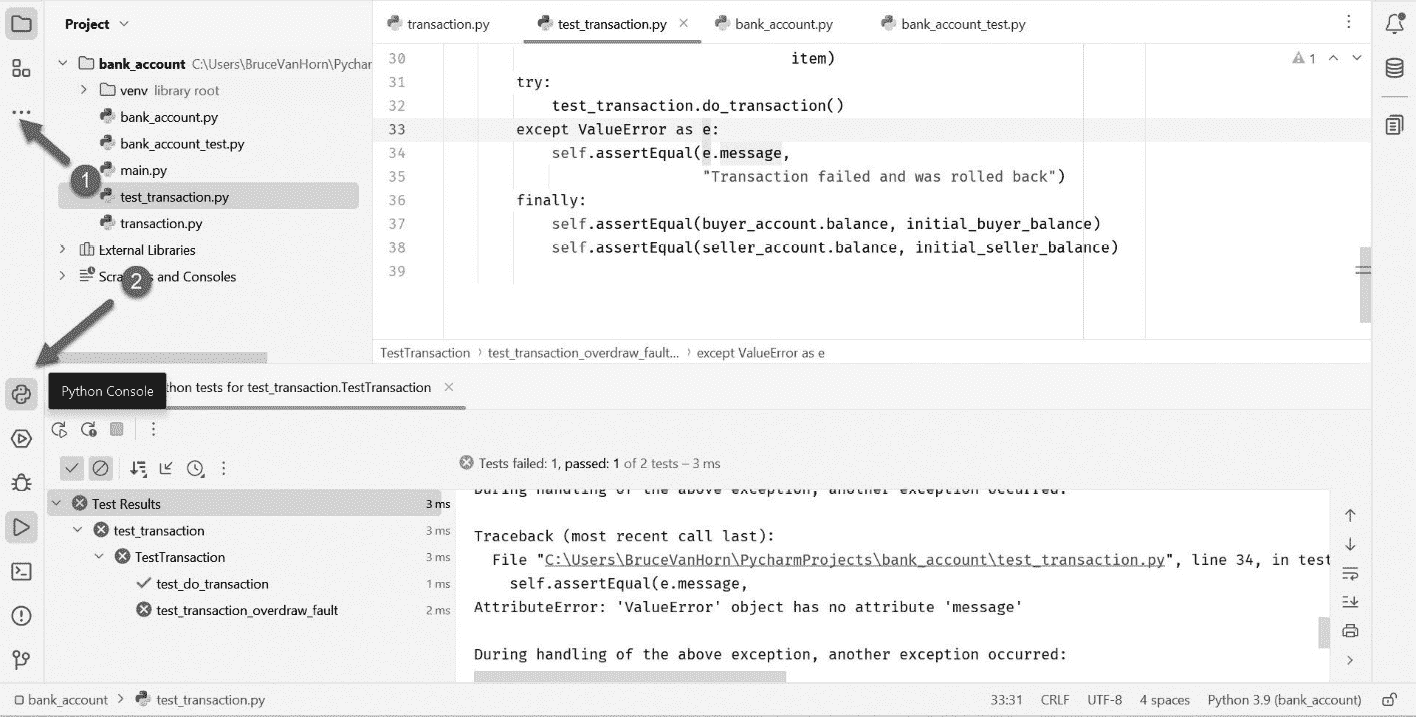 Project
transaction.py
test_transaction.py
bank_account.py
bank_account_test.py
bank_account C:\Users\BruceVanHorn\Pychar
venv library root
bank_account.py
bank_account_test.py
main.py
test_transaction.py
transaction.py
External Libraries
Scr and Consoles
1
2
1
30 item)
31 try:
32 test_transaction.do_transaction()
33 except ValueError as e:
34 self.assertEqual(e.message,
35 "Transaction failed and was rolled back")
36 finally:
37 self.assertEqual(buyer_account.balance, initial_buyer_balance)
38 self.assertEqual(seller_account.balance, initial_seller_balance)
39
TestTransaction › test_transaction_overdraw_fault... › except ValueError as e
Python Console
thon tests for test_transaction.TestTransaction
Tests failed: 1, passed: 1 of 2 tests – 3 ms
Test Results 3 ms
test_transaction 3 ms
TestTransaction 3 ms
test_do_transaction 1 ms
test_transaction_overdraw_fault 2 ms
During handling of the above exception, another exception occurred:
Traceback (most recent call last):
File "C:\Users\BruceVanHorn\PycharmProjects\bank_account\test_transaction.py", line 34, in test
self.assertEqual(e.message,
AttributeError: 'ValueError' object has no attribute 'message'
During handling of the above exception, another exception occurred:
bank_account › test_transaction.py
33:31 CRLF UTF-8 4 spaces Python 3.9 (bank_account)